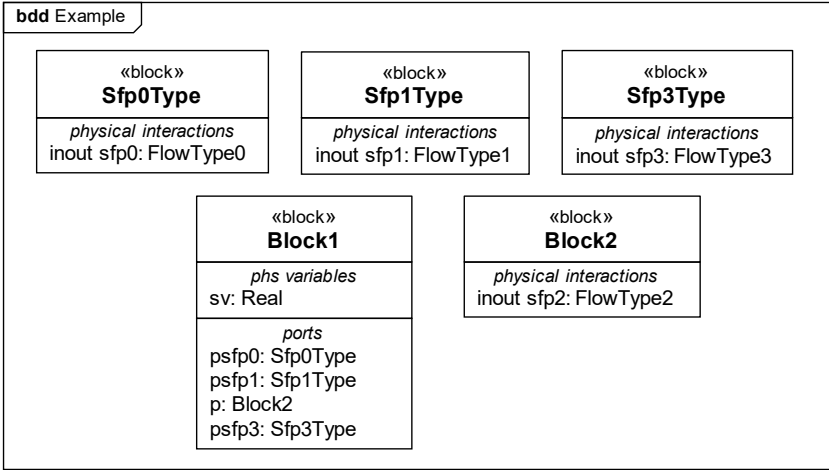 bdd Example
«block»
Sfp0Type
physical interactions
inout sfp0: FlowType0
«block»
Sfp1Type
physical interactions
inout sfp1: FlowType1
«block»
Sfp3Type
physical interactions
inout sfp3: FlowType3
«block»
Block1
phs variables
sv: Real
ports
psfp0: Sfp0Type
psfp1: Sfp1Type
p: Block2
psfp3: Sfp3Type
«block»
Block2
physical interactions
inout sfp2: FlowType2